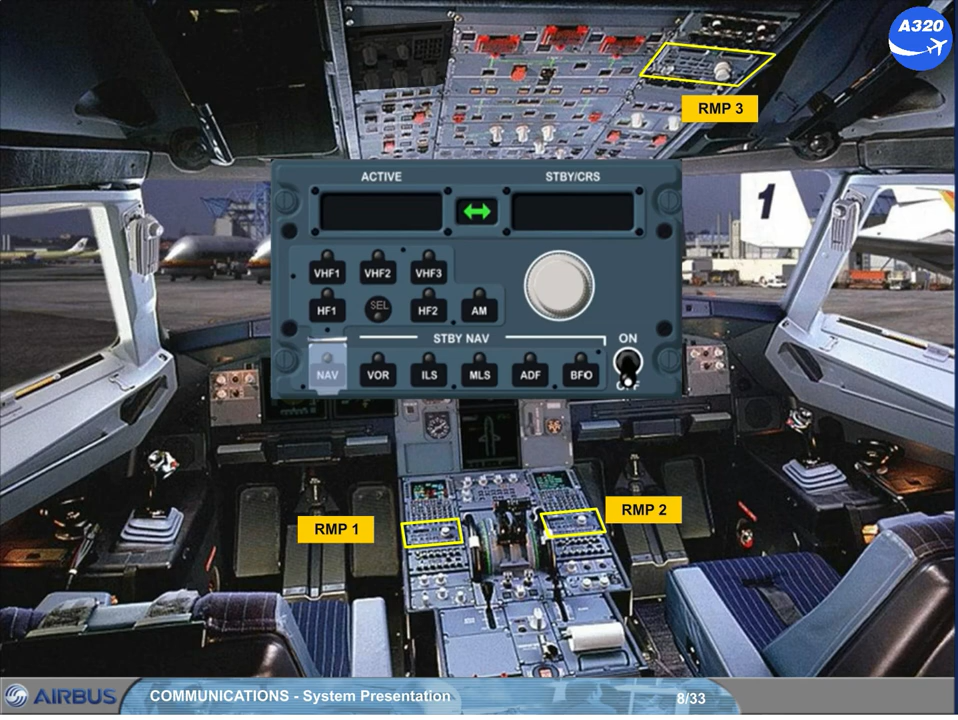 A320
RMP 3
ACTIVE STBY/CRS
VHF1 VHF2 VHF3
HF1 SEL HF2 AM
STBY NAV ON
NAV VOR ILS MLS ADF BFO
OFF
1
RMP 1
RMP 2
AIRBUS COMMUNICATIONS - System Presentation 8/33